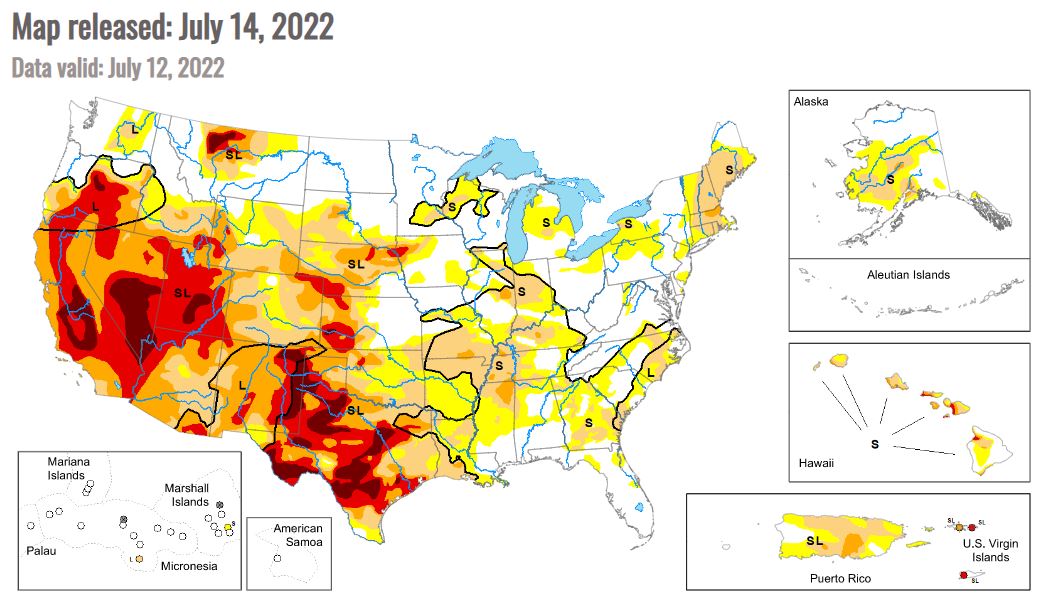 Map released: July 14, 2022
Data valid: July 12, 2022
Alaska
L
SL
S
S
S
S
S
L
Aleutian Islands
SL
SL
S
S
L
L
SL
S
Hawaii
S
Mariana
Islands
Marshall
Islands
S
Palau
L
Micronesia
American
Samoa
SL
SL
SL
U.S. Virgin
Islands
SL
Puerto Rico